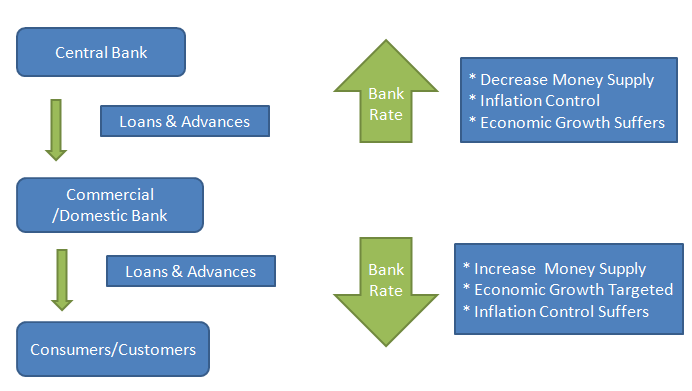 Central Bank
Loans & Advances
Commercial
/Domestic Bank
Loans & Advances
Consumers/Customers
Bank
Rate
* Decrease Money Supply
* Inflation Control
* Economic Growth Suffers
Bank
Rate
* Increase  Money Supply
* Economic Growth Targeted
* Inflation Control Suffers